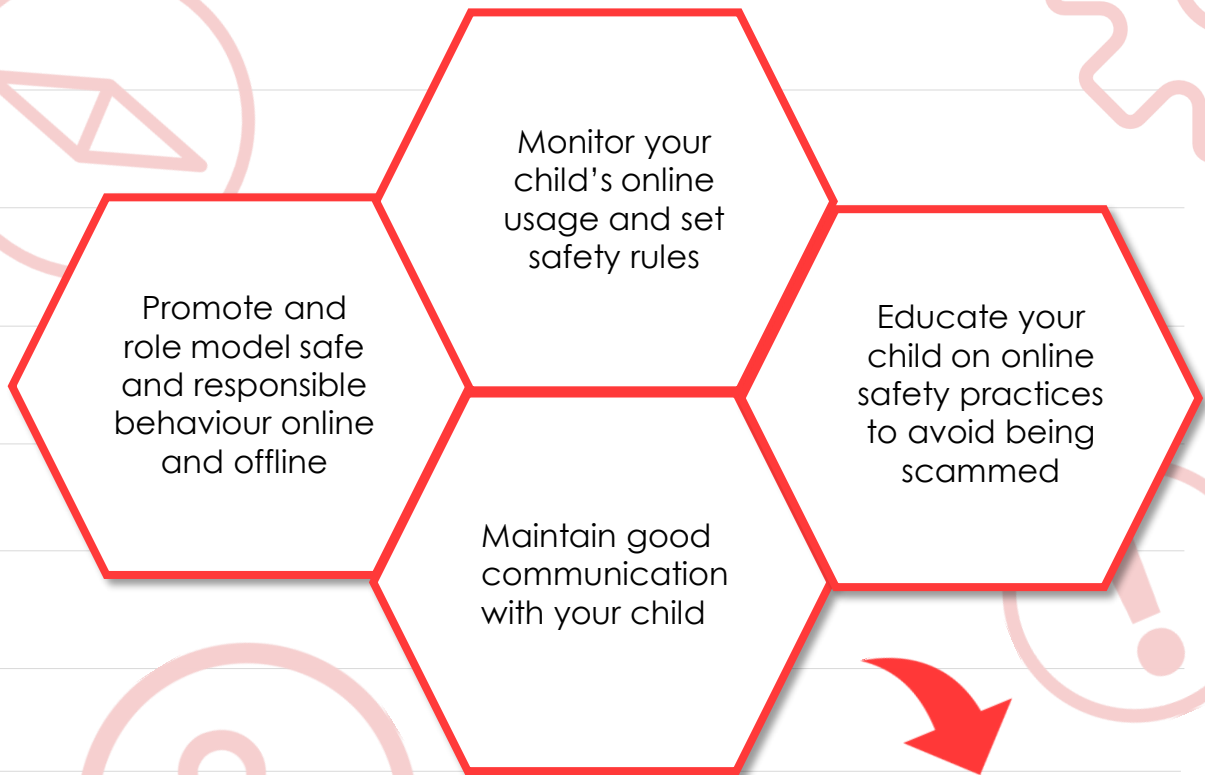 Monitor your
child’s online
usage and set
safety rules
Promote and
role model safe
and responsible
behaviour online
and offline
Educate your
child on online
safety practices
to avoid being
scammed
Maintain good
communication
with your child